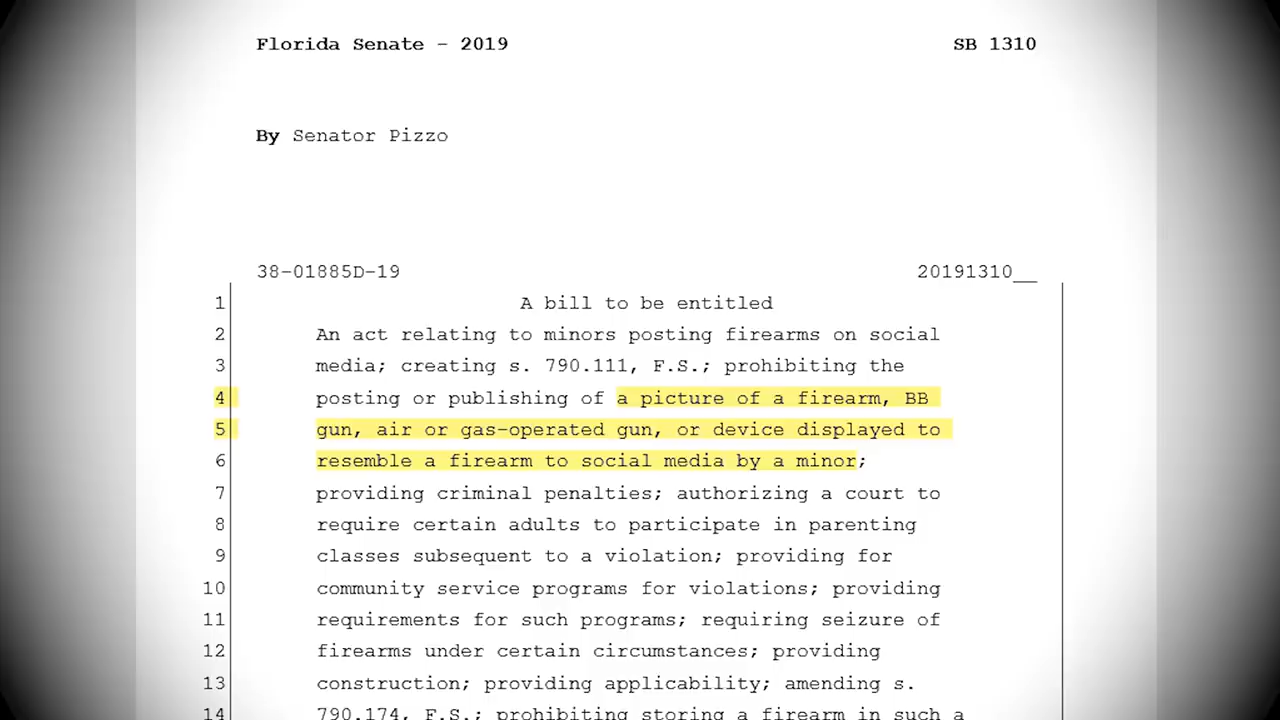 Florida Senate - 2019 SB 1310
By Senator Pizzo
38-01885D-19 20191310__
1 A bill to be entitled
2 An act relating to minors posting firearms on social
3 media; creating s. 790.111, F.S.; prohibiting the
4 posting or publishing of a picture of a firearm, BB
5 gun, air or gas-operated gun, or device displayed to
6 resemble a firearm to social media by a minor;
7 providing criminal penalties; authorizing a court to
8 require certain adults to participate in parenting
9 classes subsequent to a violation; providing for
10 community service programs for violations; providing
11 requirements for such programs; requiring seizure of
12 firearms under certain circumstances; providing
13 construction; providing applicability; amending s.
14 790.174, F.S.; prohibiting storing a firearm in such a